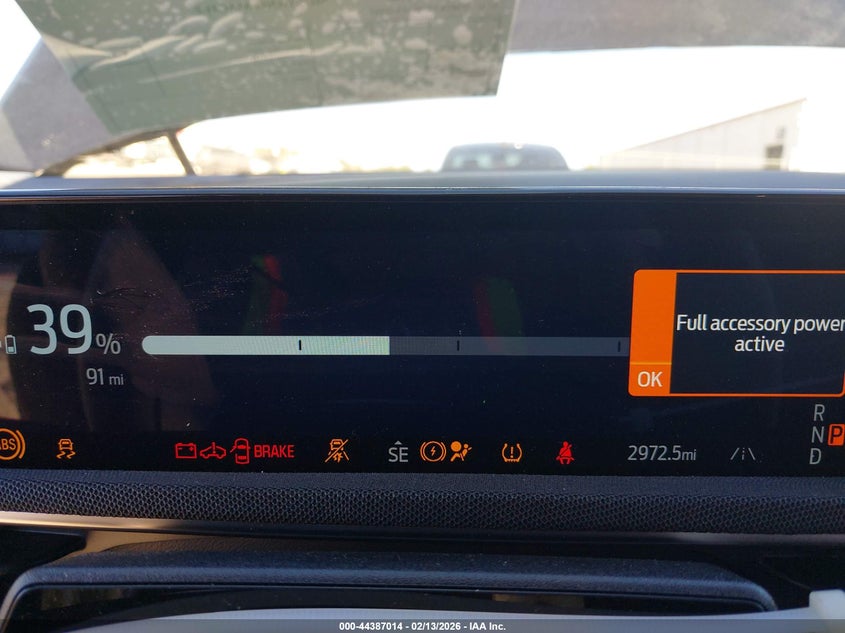 39%
91 mi
Full accessory power
active
OK
R
N P
D
ABS
BRAKE
SE
2972.5mi
000-44387014 - 02/13/2026 - IAA Inc.